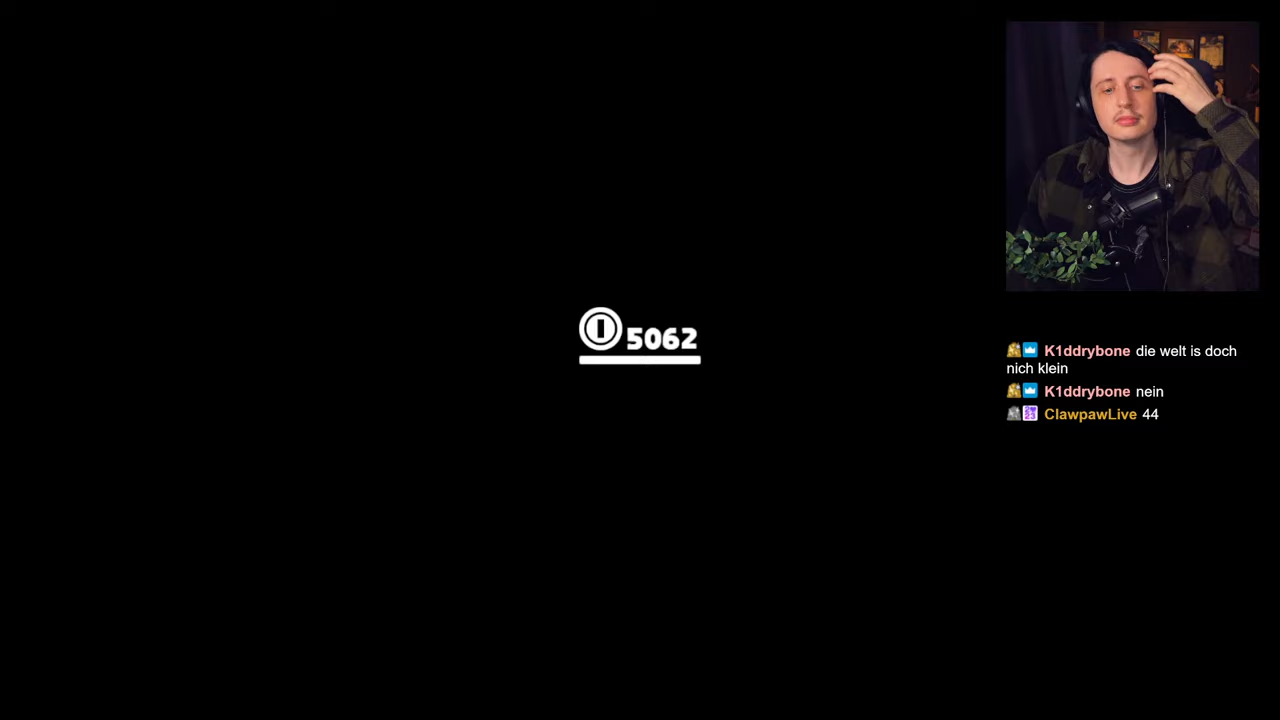 5062
K1ddrybone die welt is doch
nich klein
K1ddrybone nein
ClawpawLive 44